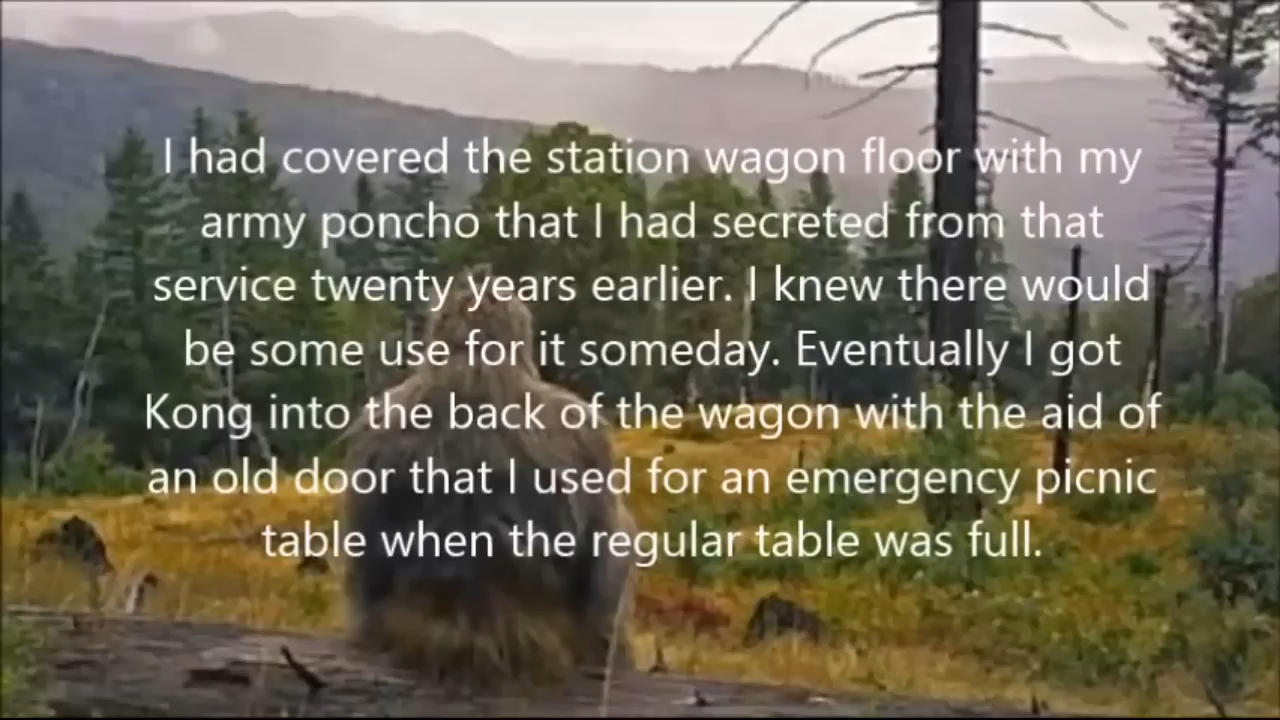 I had covered the station wagon floor with my
army poncho that I had secreted from that
service twenty years earlier. I knew there would
be some use for it someday. Eventually I got
Kong into the back of the wagon with the aid of
an old door that I used for an emergency picnic
table when the regular table was full.